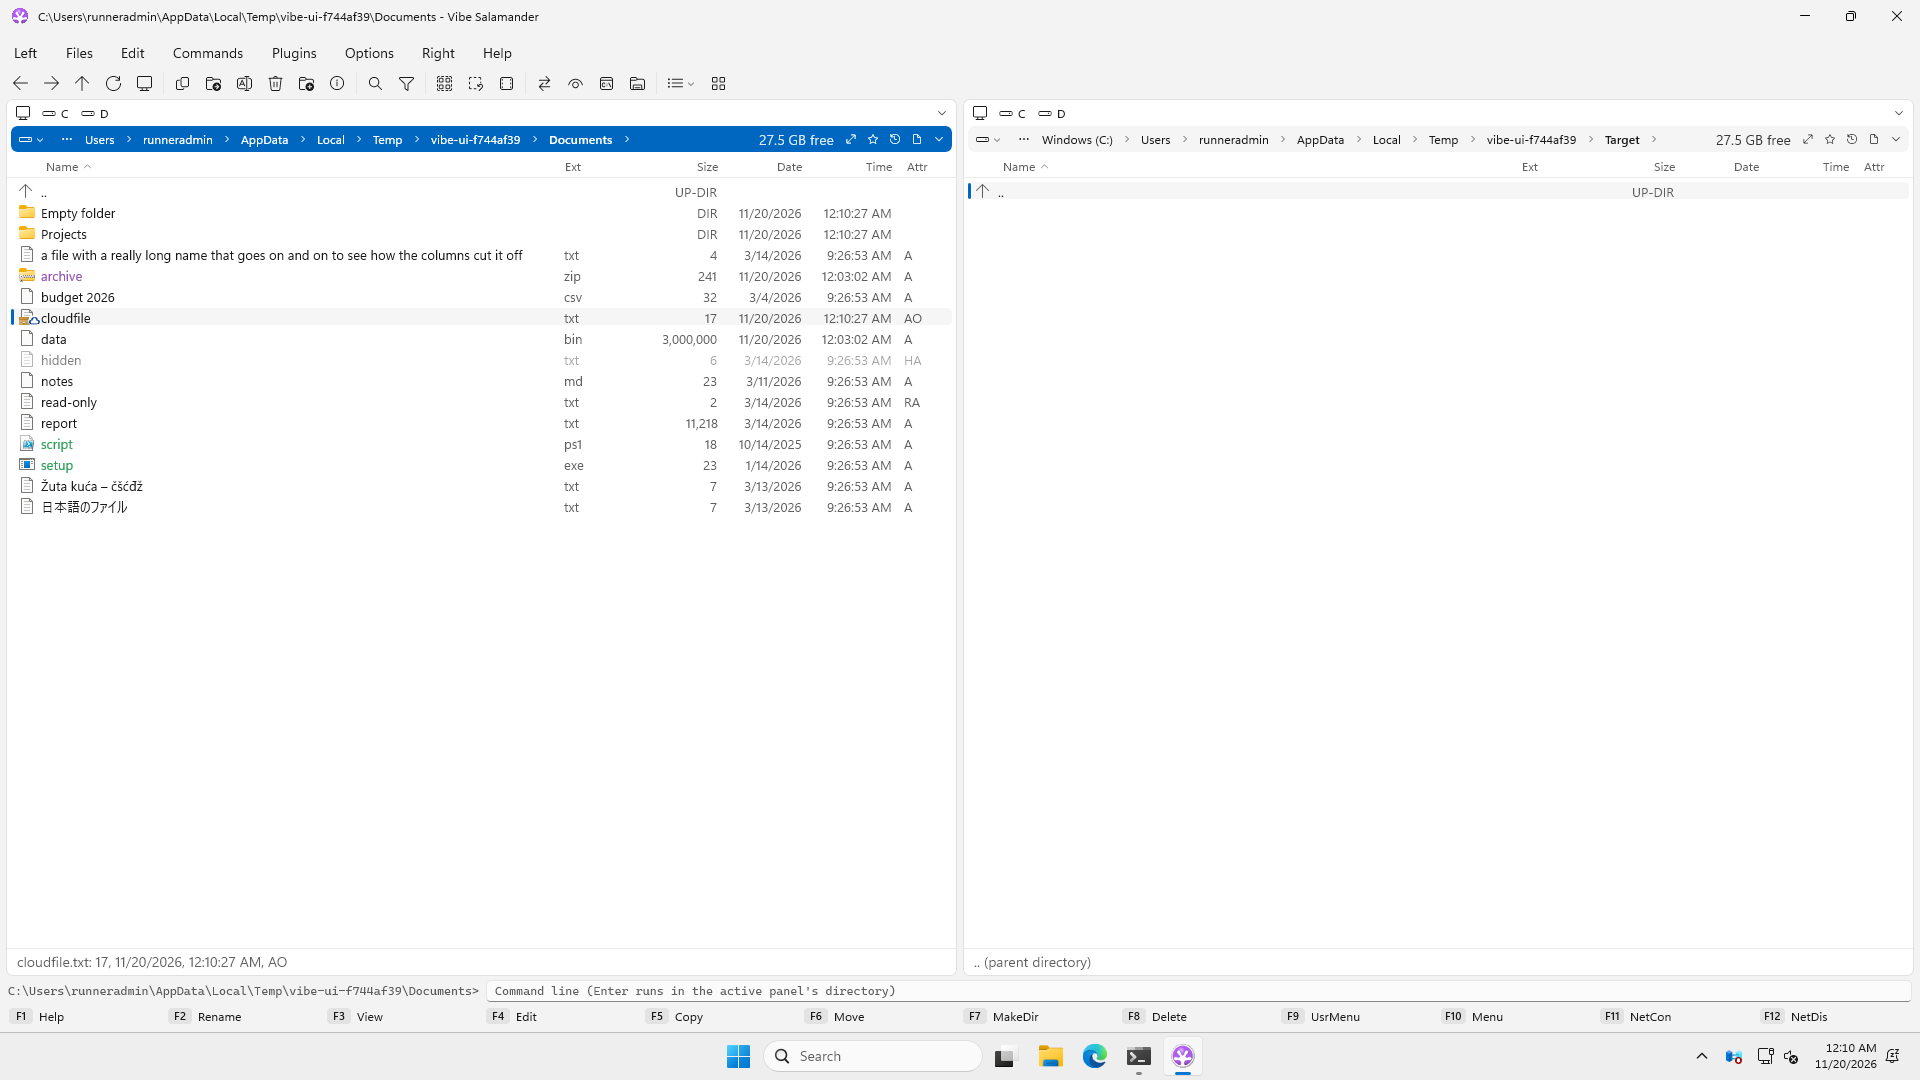 C:\Users\runneradmin\AppData\Local\Temp\vibe-ui-f744af39\Documents - Vibe Salamander
Left Files Edit Commands Plugins Options Right Help
C D
Users runneradmin AppData Local Temp vibe-ui-f744af39 Documents 27.5 GB free
Name Ext Size Date Time Attr
.. UP-DIR
Empty folder DIR 11/20/2026 12:10:27 AM
Projects DIR 11/20/2026 12:10:27 AM
a file with a really long name that goes on and on to see how the columns cut it off txt 4 3/14/2026 9:26:53 AM A
archive zip 241 11/20/2026 12:03:02 AM A
budget 2026 csv 32 3/4/2026 9:26:53 AM A
cloudfile txt 17 11/20/2026 12:10:27 AM AO
data bin 3,000,000 11/20/2026 12:03:02 AM A
hidden txt 6 3/14/2026 9:26:53 AM HA
notes md 23 3/11/2026 9:26:53 AM A
read-only txt 2 3/14/2026 9:26:53 AM RA
report txt 11,218 3/14/2026 9:26:53 AM A
script ps1 18 10/14/2025 9:26:53 AM A
setup exe 23 1/14/2026 9:26:53 AM A
Žuta kuća – čšćđž txt 7 3/13/2026 9:26:53 AM A
日本語のファイル txt 7 3/13/2026 9:26:53 AM A
cloudfile.txt: 17, 11/20/2026, 12:10:27 AM, AO
C D
Windows (C:) Users runneradmin AppData Local Temp vibe-ui-f744af39 Target 27.5 GB free
Name Ext Size Date Time Attr
.. UP-DIR
.. (parent directory)
C:\Users\runneradmin\AppData\Local\Temp\vibe-ui-f744af39\Documents> Command line (Enter runs in the active panel's directory)
F1 Help F2 Rename F3 View F4 Edit F5 Copy F6 Move F7 MakeDir F8 Delete F9 UsrMenu F10 Menu F11 NetCon F12 NetDis
Search
12:10 AM
11/20/2026